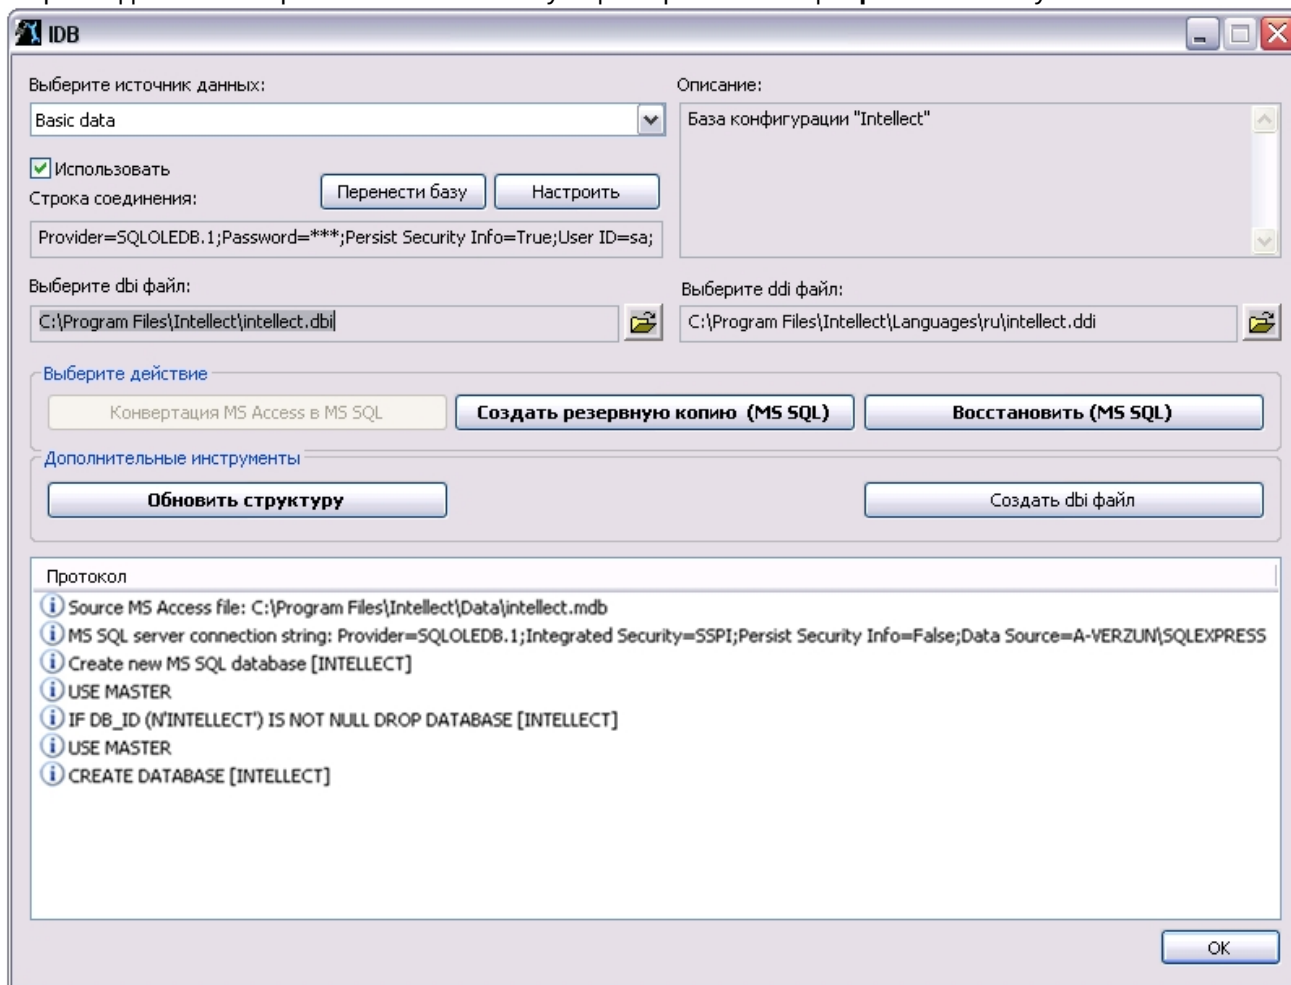 IDB
Выберите источник данных:
Описание:
Basic data
База конфигурации "Intellect"
Использовать
Строка соединения:
Перенести базу
Настроить
Provider=SQLOLEDB.1;Password=***;Persist Security Info=True;User ID=sa;
Выберите dbi файл:
Выберите ddi файл:
C:\Program Files\Intellect\intellect.dbi
C:\Program Files\Intellect\Languages\ru\intellect.ddi
Выберите действие
Конвертация MS Access в MS SQL
Создать резервную копию (MS SQL)
Восстановить (MS SQL)
Дополнительные инструменты
Обновить структуру
Создать dbi файл
Протокол
Source MS Access file: C:\Program Files\Intellect\Data\intellect.mdb
MS SQL server connection string: Provider=SQLOLEDB.1;Integrated Security=SSPI;Persist Security Info=False;Data Source=A-VERZUN\SQLEXPRESS
Create new MS SQL database [INTELLECT]
USE MASTER
IF DB_ID (N'INTELLECT') IS NOT NULL DROP DATABASE [INTELLECT]
USE MASTER
CREATE DATABASE [INTELLECT]
OK